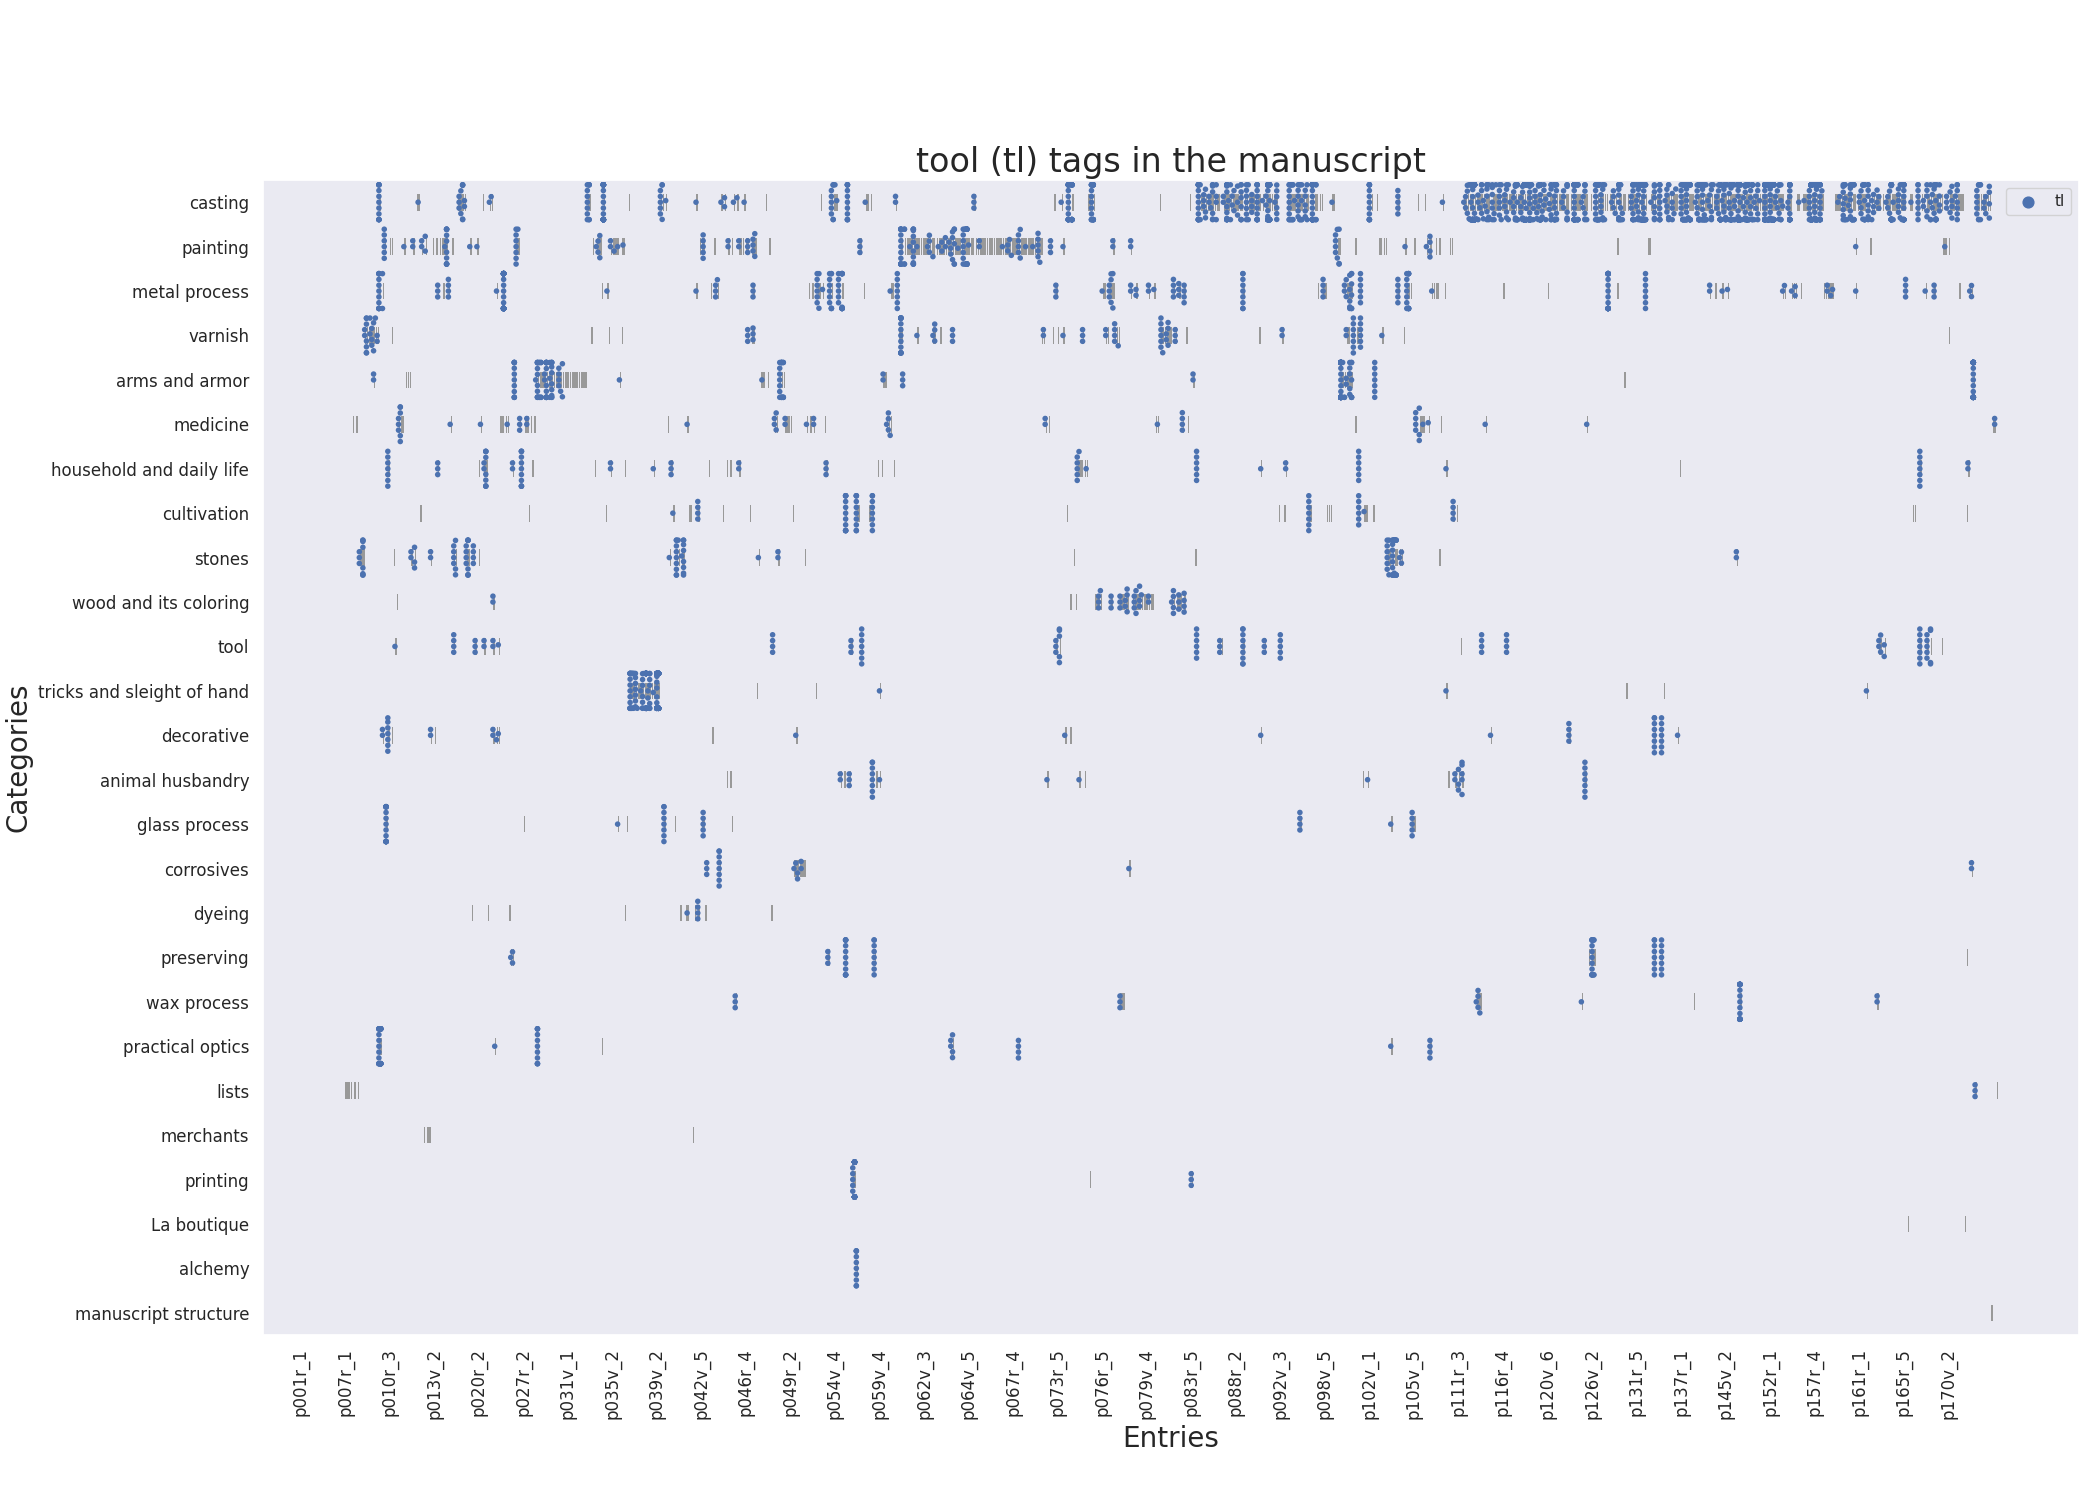 tool (tl) tags in the manuscript
tl
Categories
casting
painting
metal process
varnish
arms and armor
medicine
household and daily life
cultivation
stones
wood and its coloring
tool
tricks and sleight of hand
decorative
animal husbandry
glass process
corrosives
dyeing
preserving
wax process
practical optics
lists
merchants
printing
La boutique
alchemy
manuscript structure
p001r_1
p007r_1
p010r_3
p013v_2
p020r_2
p027r_2
p031v_1
p035v_2
p039v_2
p042v_5
p046r_4
p049r_2
p054v_4
p059v_4
p062v_3
p064v_5
p067r_4
p073r_5
p076r_5
p079v_4
p083r_5
p088r_2
p092v_3
p098v_5
p102v_1
p105v_5
p111r_3
p116r_4
p120v_6
p126v_2
p131r_5
p137r_1
p145v_2
p152r_1
p157r_4
p161r_1
p165r_5
p170v_2
Entries